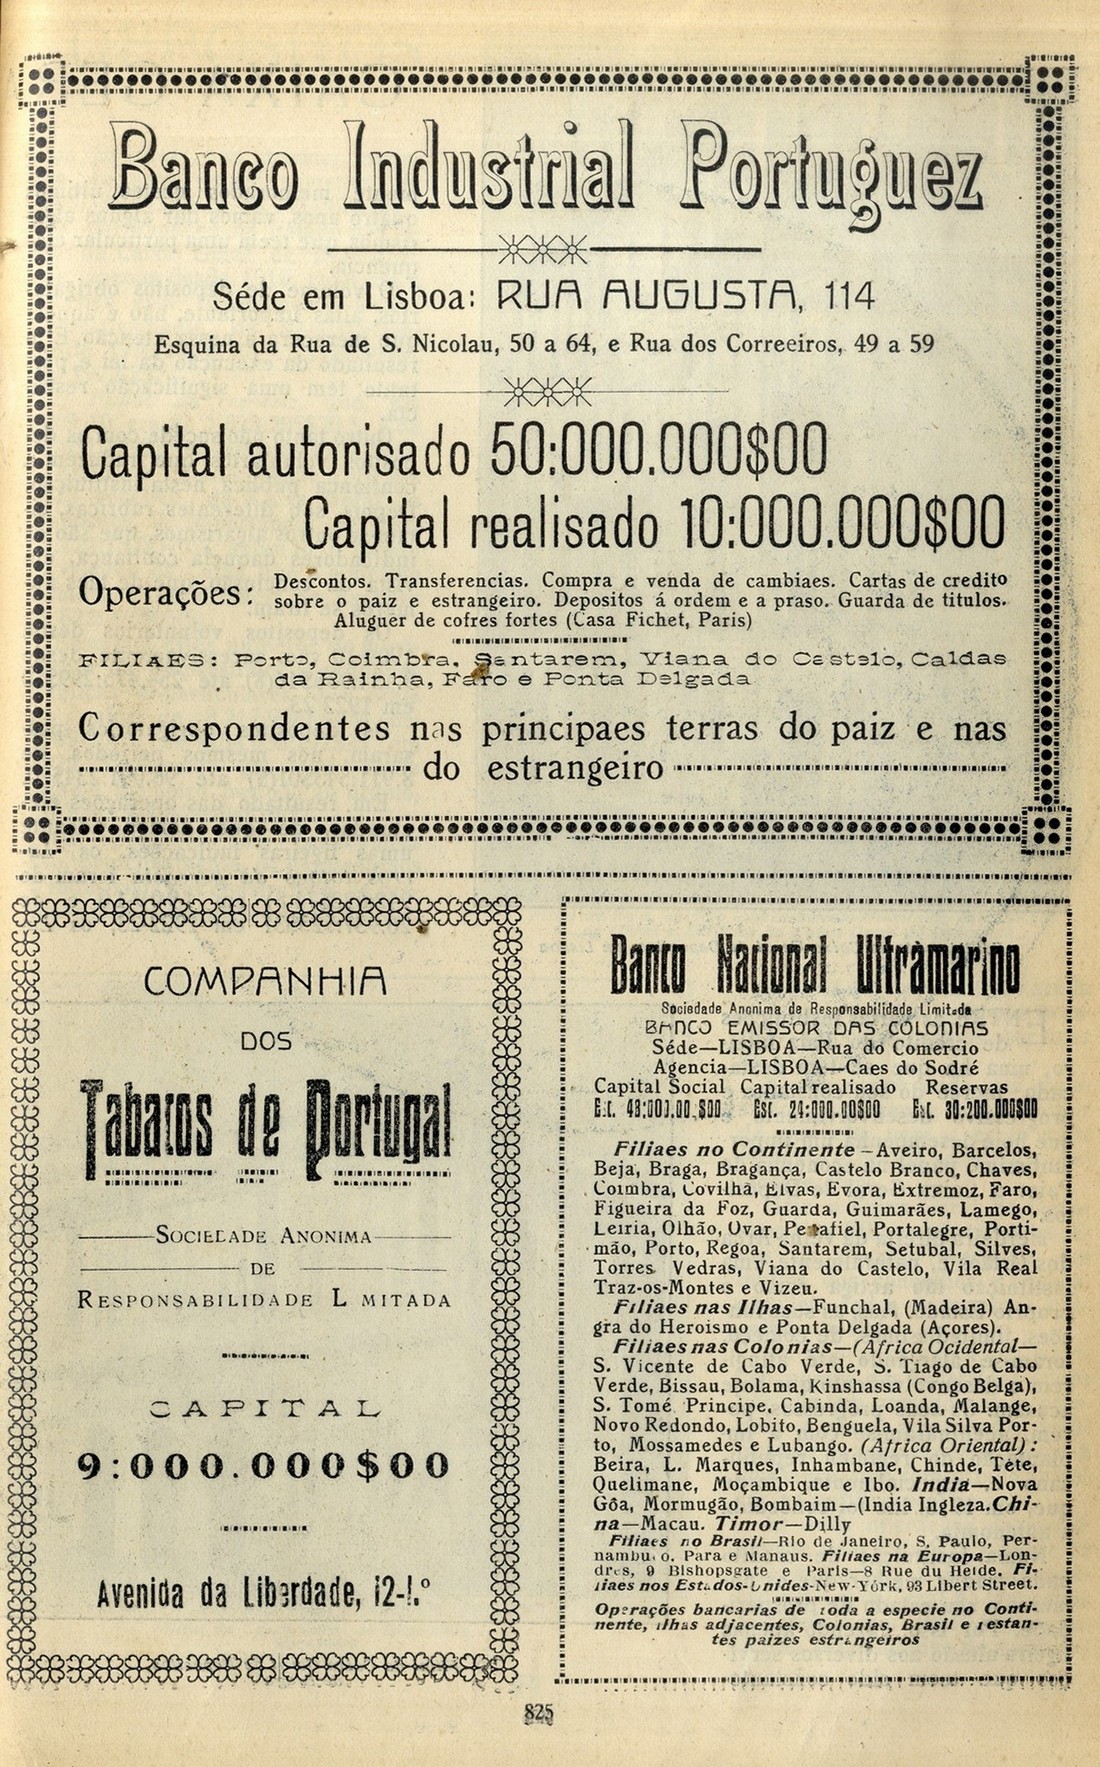 Banco Industrial Portuguez
Séde em Lisboa: RUA AUGUSTA, 114
Esquina da Rua de S. Nicolau, 50 a 64, e Rua dos Correeiros, 49 a 59
Capital autorisado 50:000.000$00
Capital realisado 10:000.000$00
Operações: Descontos. Transferencias. Compra e venda de cambiaes. Cartas de credito
sobre o paiz e estrangeiro. Depositos á ordem e a praso. Guarda de titulos.
Aluguer de cofres fortes (Casa Fichet, Paris)
FILIAES: Porto, Coimbra, Santarem, Viana do Castelo, Caldas
da Rainha, Faro e Ponta Delgada
Correspondentes nas principaes terras do paiz e nas
do estrangeiro
COMPANHIA
DOS
Tabacos de Portugal
SOCIEDADE ANONIMA
DE
RESPONSABILIDADE L MITADA
CAPITAL
9:000.000$00
Avenida da Liberdade, 12-1.º
Banco Nacional Ultramarino
Sociedade Anonima de Responsabilidade Limitada
BANCO EMISSOR DAS COLONIAS
Séde—LISBOA—Rua do Comercio
Agencia—LISBOA—Caes do Sodré
Capital Social Capital realisado Reservas
Est. 24:000.00$00 Est. 30:200.000$00
Filiaes no Continente—Aveiro, Barcelos,
Beja, Braga, Bragança, Castelo Branco, Chaves,
Coimbra, Covilhã, Elvas, Evora, Extremoz, Faro,
Figueira da Foz, Guarda, Guimarães, Lamego,
Leiria, Olhão, Ovar, Penafiel, Portalegre, Porti-
mão, Porto, Regoa, Santarem, Setubal, Silves,
Torres Vedras, Viana do Castelo, Vila Real
Traz-os-Montes e Vizeu.
Filiaes nas Ilhas—Funchal, (Madeira) An-
gra do Heroismo e Ponta Delgada (Açores).
Filiaes nas Colonias—(Africa Ocidental—
S. Vicente de Cabo Verde, S. Tiago de Cabo
Verde, Bissau, Bolama, Kinshassa (Congo Belga),
S. Tomé Principe, Cabinda, Loanda, Malange,
Novo Redondo, Lobito, Benguela, Vila Silva Por-
to, Mossamedes e Lubango. (Africa Oriental):
Beira, L. Marques, Inhambane, Chinde, Tete,
Quelimane, Moçambique e Ibo. India—Nova
Gôa, Mormugão, Bombaim—(India Ingleza. Chi-
na—Macau. Timor—Dilly
Filiaes no Brasil—Rio de Janeiro, S. Paulo, Per-
nambuco, Para e Manaus. Filiaes na Europa—Lon-
dres, 9 Bishopsgate e Paris—8 Rue du Helde. Fi-
liaes nos Estados-Unidos-New-York, 93 Libert Street.
Operações bancarias de toda a especie no Conti-
nente, ilhas adjacentes, Colonias, Brasil e restan-
tes paizes estrangeiros
825